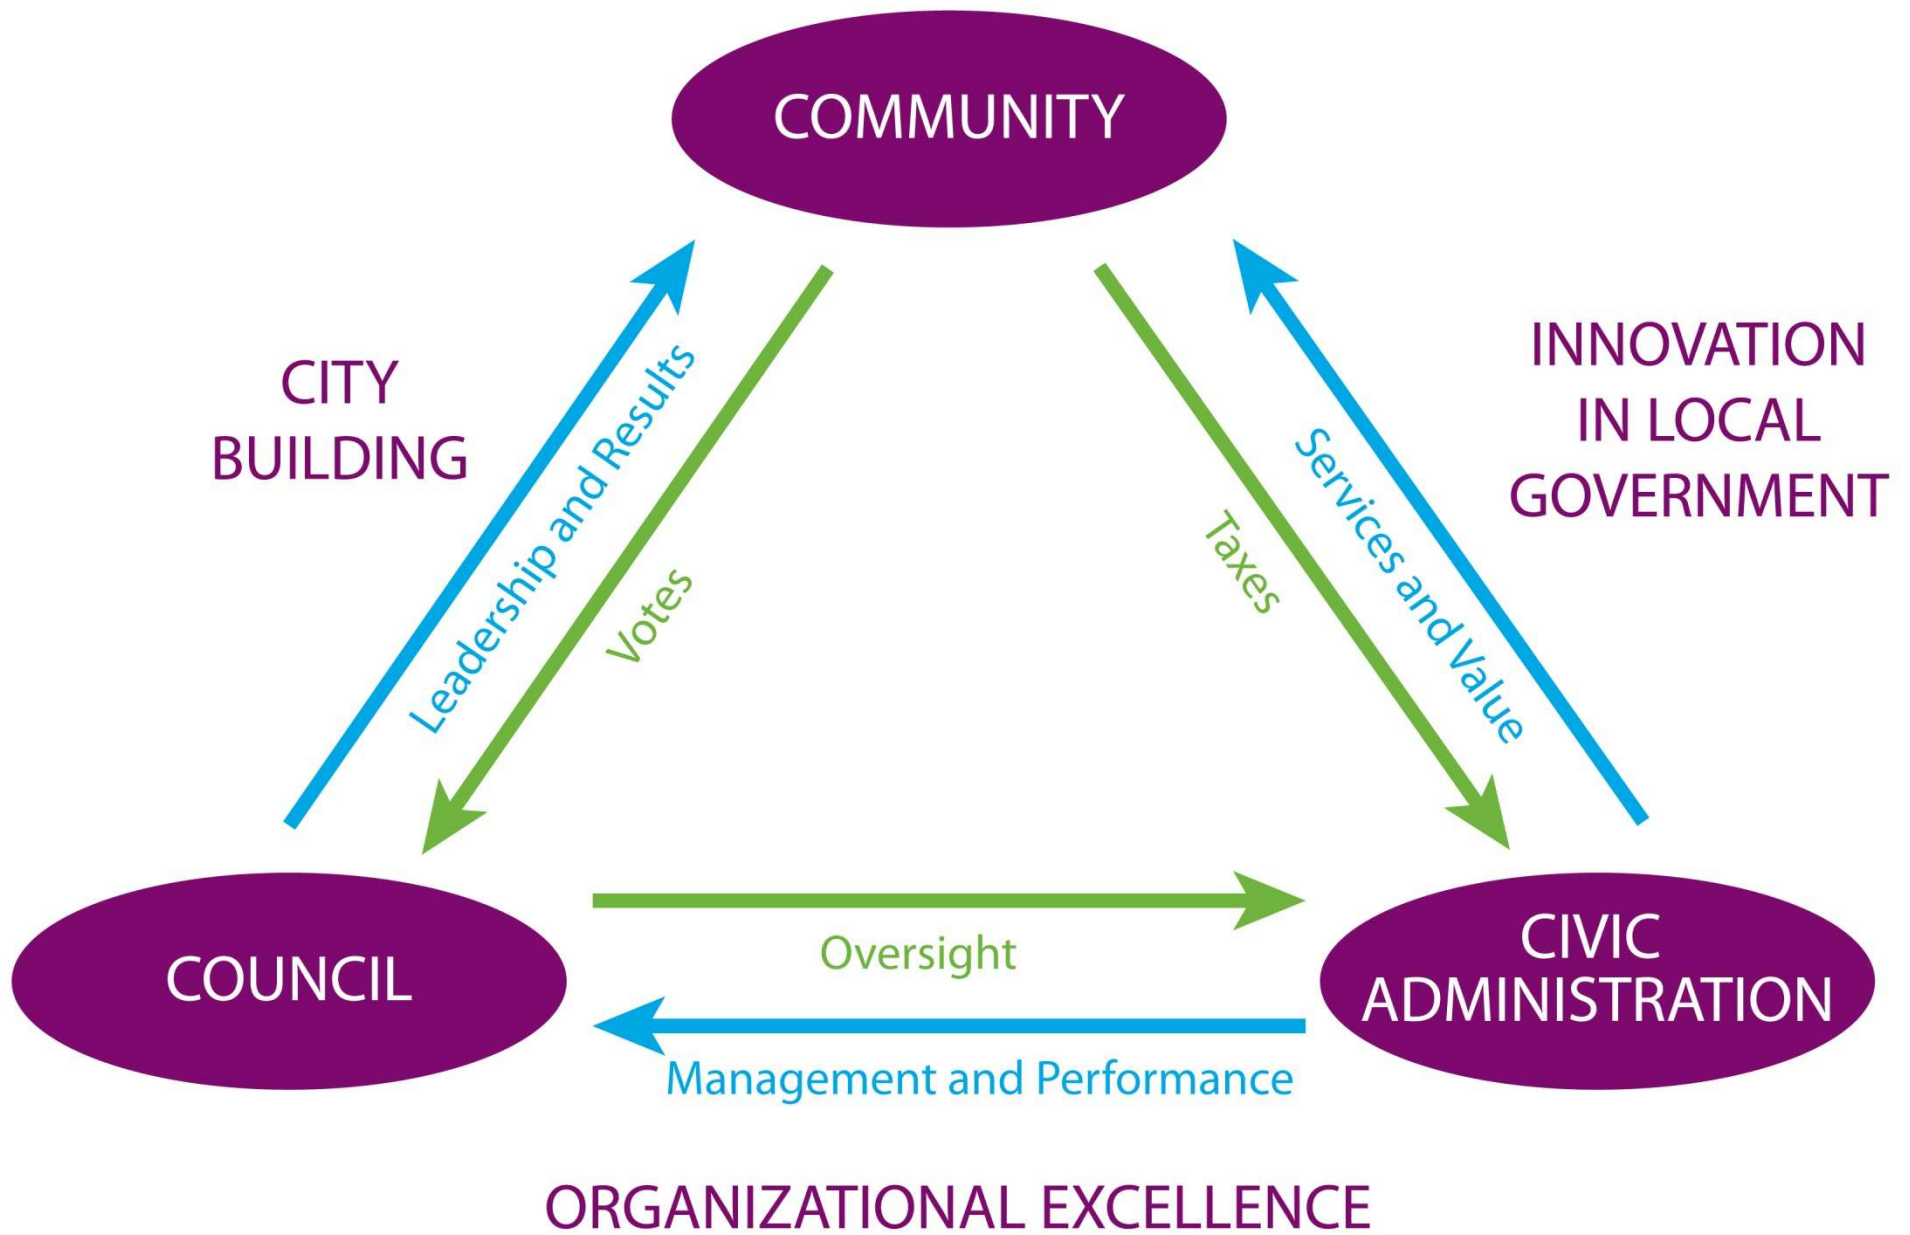 COMMUNITY
CITY
BUILDING
Leadership and Results
Votes
Taxes
Services and Value
INNOVATION
IN LOCAL
GOVERNMENT
COUNCIL
Oversight
Management and Performance
CIVIC
ADMINISTRATION
ORGANIZATIONAL EXCELLENCE